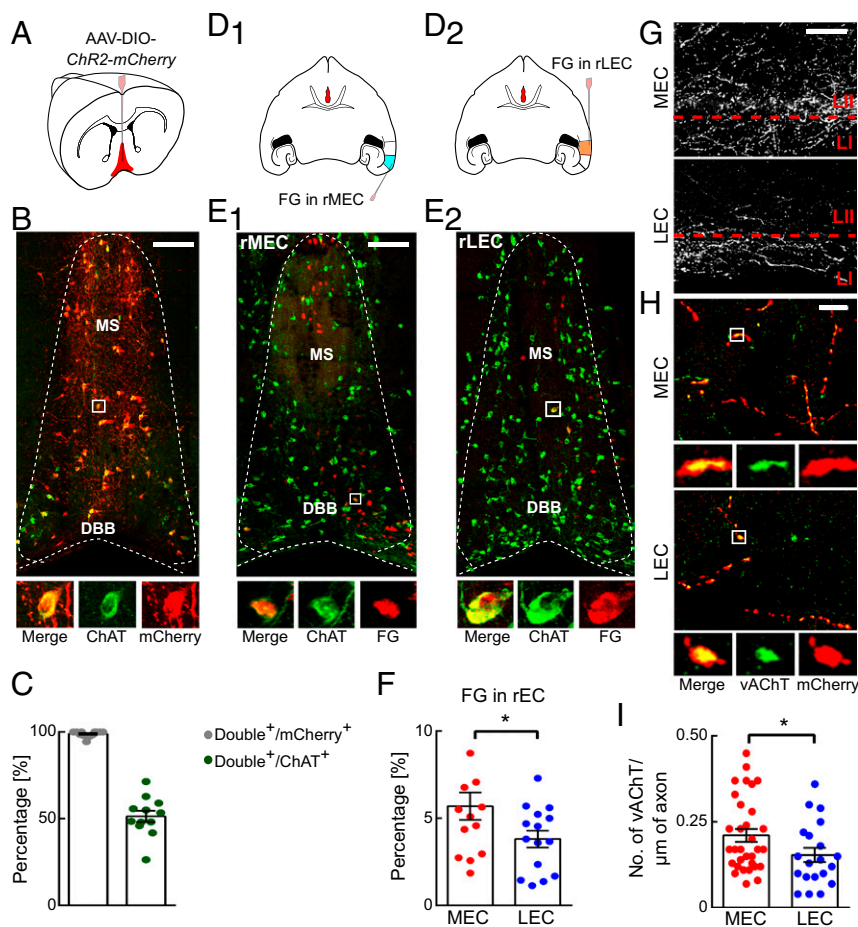 A
AAV-DIO-
ChR2-mCherry
D1
FG in rMEC
D2
FG in rLEC
G
MEC
LII
LI
LEC
LII
LI
B
MS
DBB
Merge
ChAT
mCherry
E1
rMEC
MS
DBB
Merge
ChAT
FG
E2
rLEC
MS
DBB
Merge
ChAT
FG
H
MEC
LEC
Merge
vAChT
mCherry
C
Percentage [%]
100
50
0
Double+/mCherry+
Double+/ChAT+
F
FG in rEC
Percentage [%]
10
5
0
*
MEC
LEC
I
No. of vAChT/
µm of axon
0.50
0.25
0
*
MEC
LEC